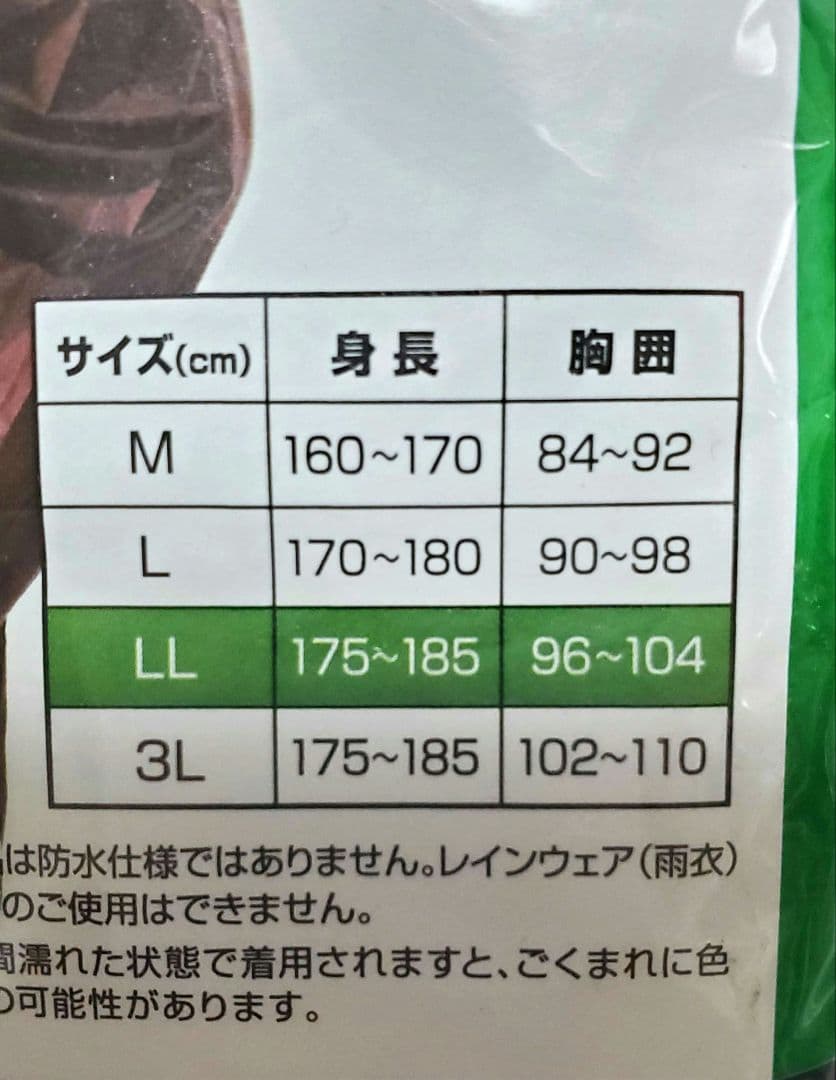 サイズ(cm) 身長 胸囲
M 160~170 84~92
L 170~180 90~98
LL 175~185 96~104
3L 175~185 102~110
は防水仕様ではありません。レインウェア(雨衣)
のご使用はできません。
間濡れた状態で着用されますと、ごくまれに色
の可能性があります。